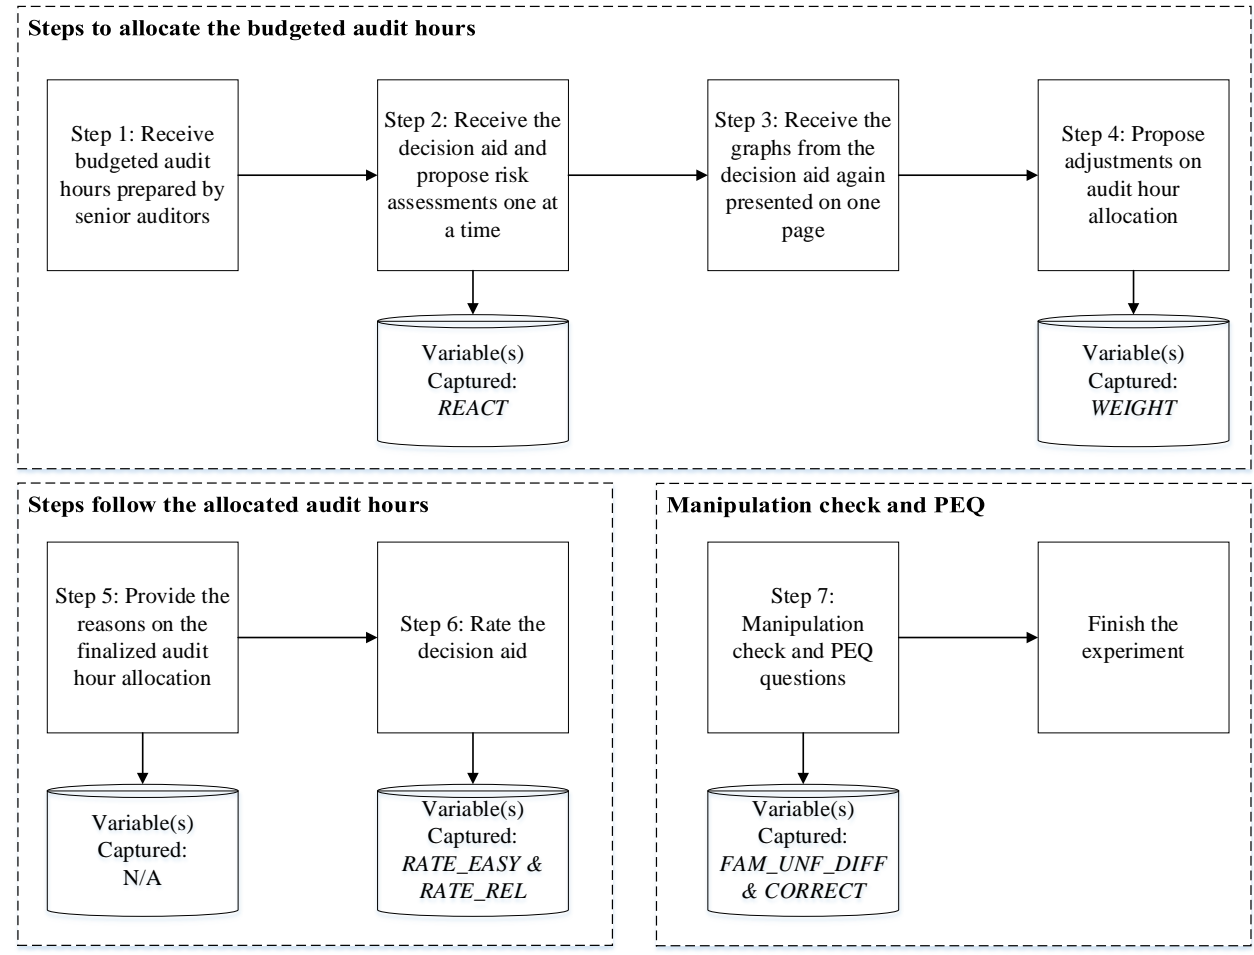 Steps to allocate the budgeted audit hours
Step 1: Receive
budgeted audit
hours prepared by
senior auditors
Step 2: Receive the
decision aid and
propose risk
assessments one at
a time
Step 3: Receive the
graphs from the
decision aid again
presented on one
page
Step 4: Propose
adjustments on
audit hour
allocation
Variable(s)
Captured:
REACT
Variable(s)
Captured:
WEIGHT
Steps follow the allocated audit hours
Step 5: Provide the
reasons on the
finalized audit
hour allocation
Step 6: Rate the
decision aid
Variable(s)
Captured:
N/A
Variable(s)
Captured:
RATE_EASY &
RATE_REL
Manipulation check and PEQ
Step 7:
Manipulation
check and PEQ
questions
Finish the
experiment
Variable(s)
Captured:
FAM_UNF_DIFF
& CORRECT